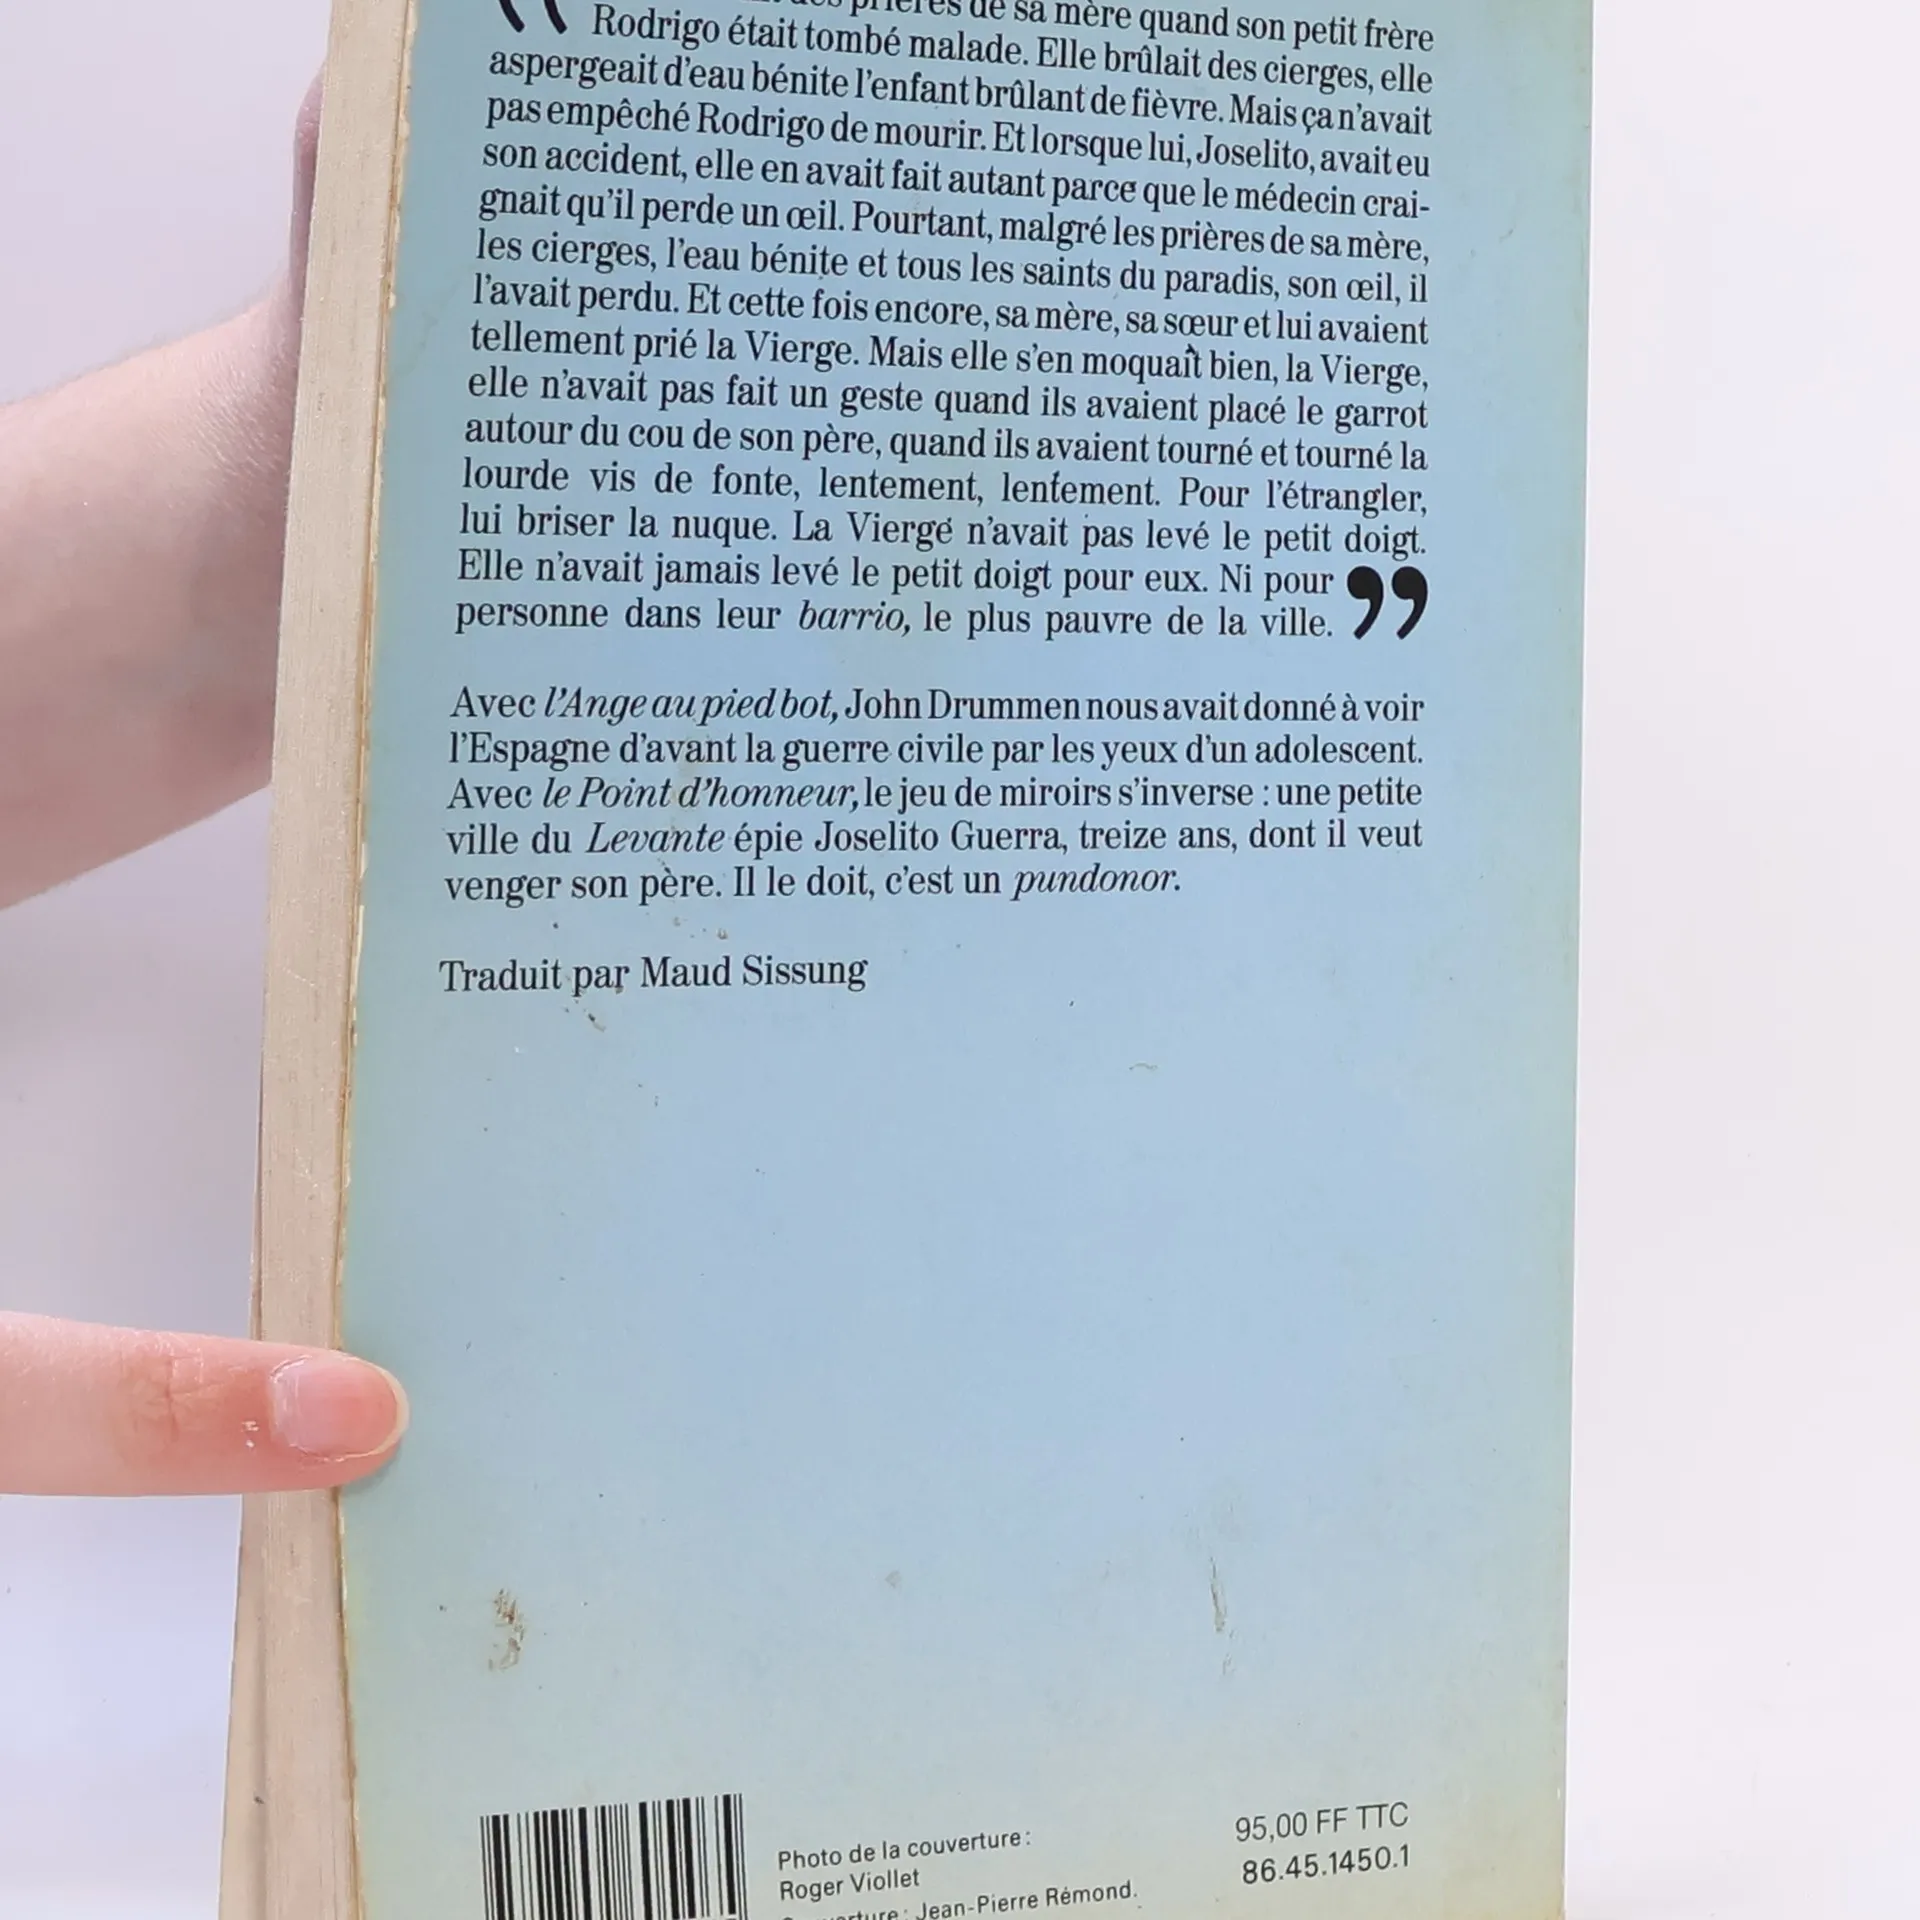 prières de sa mère quand son petit frère
Rodrigo était tombé malade. Elle brûlait des cierges, elle
aspergeait d'eau bénite l'enfant brûlant de fièvre. Mais ça n'avait
pas empêché Rodrigo de mourir. Et lorsque lui, Joselito, avait eu
son accident, elle en avait fait autant parce que le médecin crai-
gnait qu'il perde un œil. Pourtant, malgré les prières de sa mère,
les cierges, l'eau bénite et tous les saints du paradis, son œil, il
l'avait perdu. Et cette fois encore, sa mère, sa sœur et lui avaient
tellement prié la Vierge. Mais elle s'en moquait bien, la Vierge,
elle n'avait pas fait un geste quand ils avaient placé le garrot
autour du cou de son père, quand ils avaient tourné et tourné la
lourde vis de fonte, lentement, lentement. Pour l'étrangler,
lui briser la nuque. La Vierge n'avait pas levé le petit doigt.
Elle n'avait jamais levé le petit doigt pour eux. Ni pour
personne dans leur barrio, le plus pauvre de la ville. ”
Avec l'Ange au pied bot, John Drummen nous avait donné à voir
l'Espagne d'avant la guerre civile par les yeux d'un adolescent.
Avec le Point d'honneur, le jeu de miroirs s'inverse : une petite
ville du Levante épie Joselito Guerra, treize ans, dont il veut
venger son père. Il le doit, c'est un pundonor.
Traduit par Maud Sissung
Photo de la couverture :
Roger Viollet
Jean-Pierre Rémond.
95,00 FF TTC
86.45.1450.1